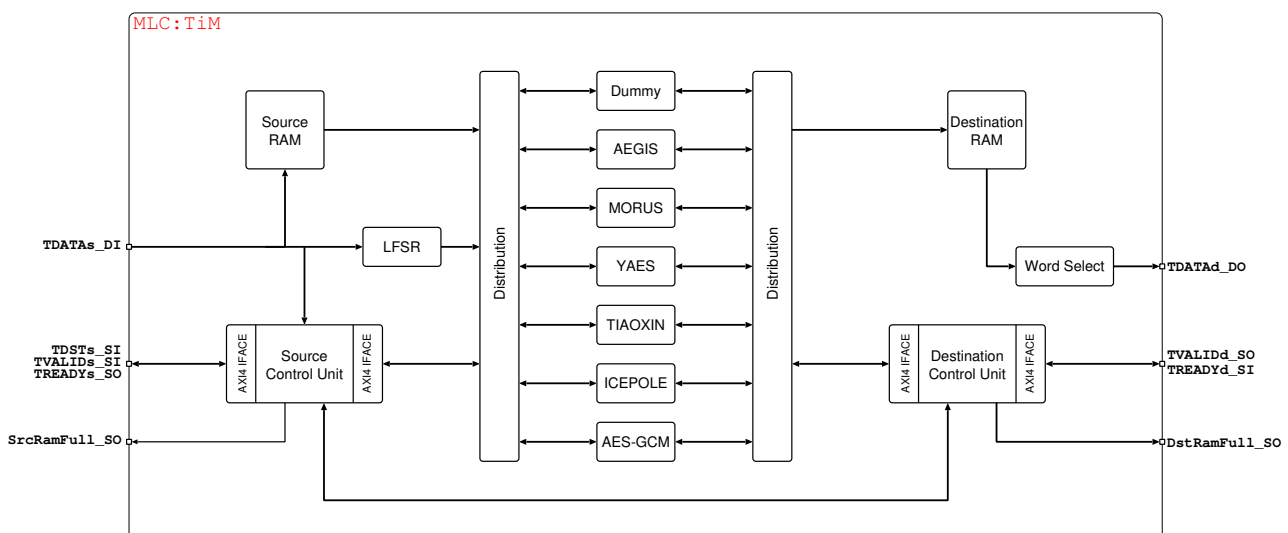 MLC:TiM
Source
RAM
LFSR
TDATAs_DI
TDSTs_SI
TVALIDs_SI
TREADYs_SO
SrcRamFull_SO
AXI4 IFACE
Source
Control Unit
AXI4 IFACE
Distribution
Dummy
AEGIS
MORUS
YAES
TIAOXIN
ICEPOLE
AES-GCM
Distribution
Destination
RAM
Word Select
TDATAd_DO
AXI4 IFACE
Destination
Control Unit
AXI4 IFACE
TVALIDd_SO
TREADYd_SI
DstRamFull_SO